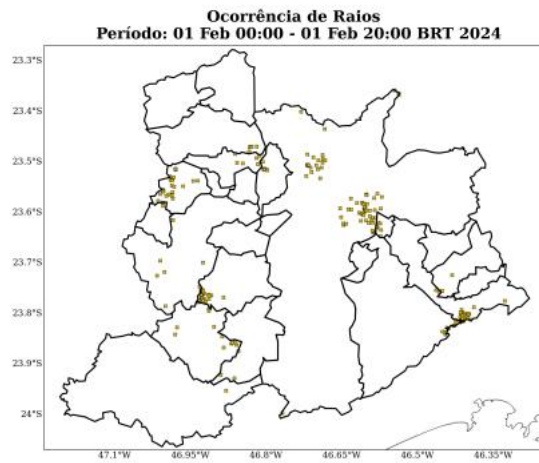 Ocorrência de Raios
Período: 01 Feb 00:00 - 01 Feb 20:00 BRT 2024
23.3°S
23.4°S
23.5°S
23.6°S
23.7°S
23.8°S
23.9°S
24°S
47.1°W 46.95°W 46.8°W 46.65°W 46.5°W 46.35°W